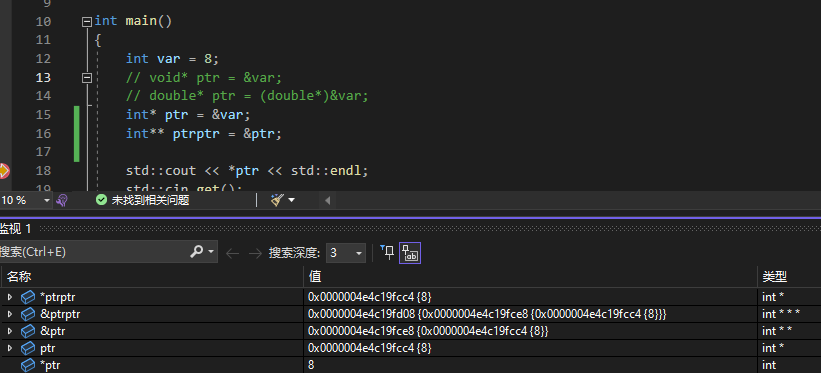 9
10 int main()
11 {
12 int var = 8;
13 // void* ptr = &var;
14 // double* ptr = (double*)&var;
15 int* ptr = &var;
16 int** ptrptr = &ptr;
17
18 std::cout << *ptr << std::endl;
19 std::cin.get();
10 % 未找到相关问题
监视 1
搜索(Ctrl+E) 搜索深度: 3
名称 值 类型
*ptrptr 0x0000004e4c19fcc4 {8} int *
&ptrptr 0x0000004e4c19fd08 {0x0000004e4c19fce8 {0x0000004e4c19fcc4 {8}}} int * * *
&ptr 0x0000004e4c19fce8 {0x0000004e4c19fcc4 {8}} int * *
ptr 0x0000004e4c19fcc4 {8} int *
*ptr 8 int